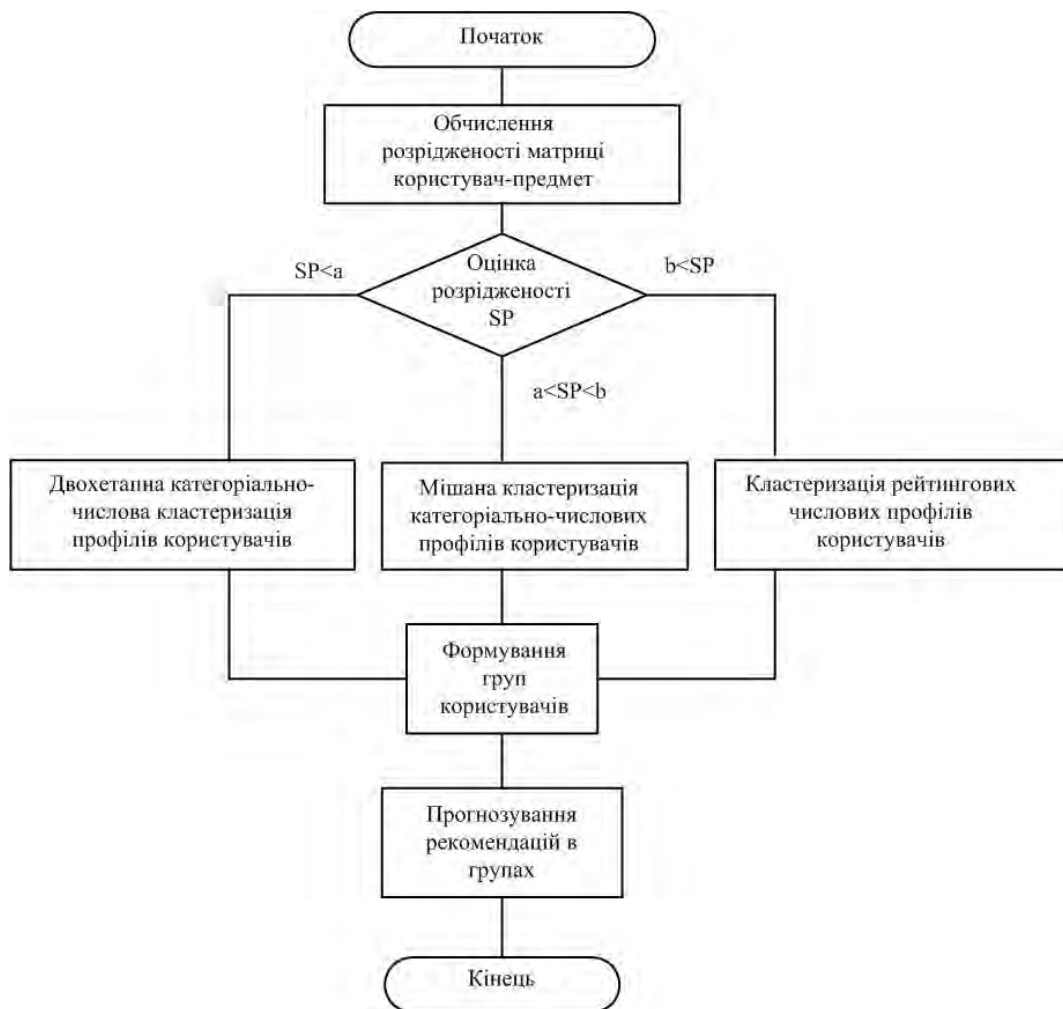 Початок
Обчислення
розрідженості матриці
користувач-предмет
SP<a
Оцінка
розрідженості
SP
b<SP
a<SP<b
Двохетапна категоріально-
числова кластеризація
профілів користувачів
Мішана кластеризація
категоріально-числових
профілів користувачів
Кластеризація рейтингових
числових профілів
користувачів
Формування
груп
користувачів
Прогнозування
рекомендацій в
групах
Кінець